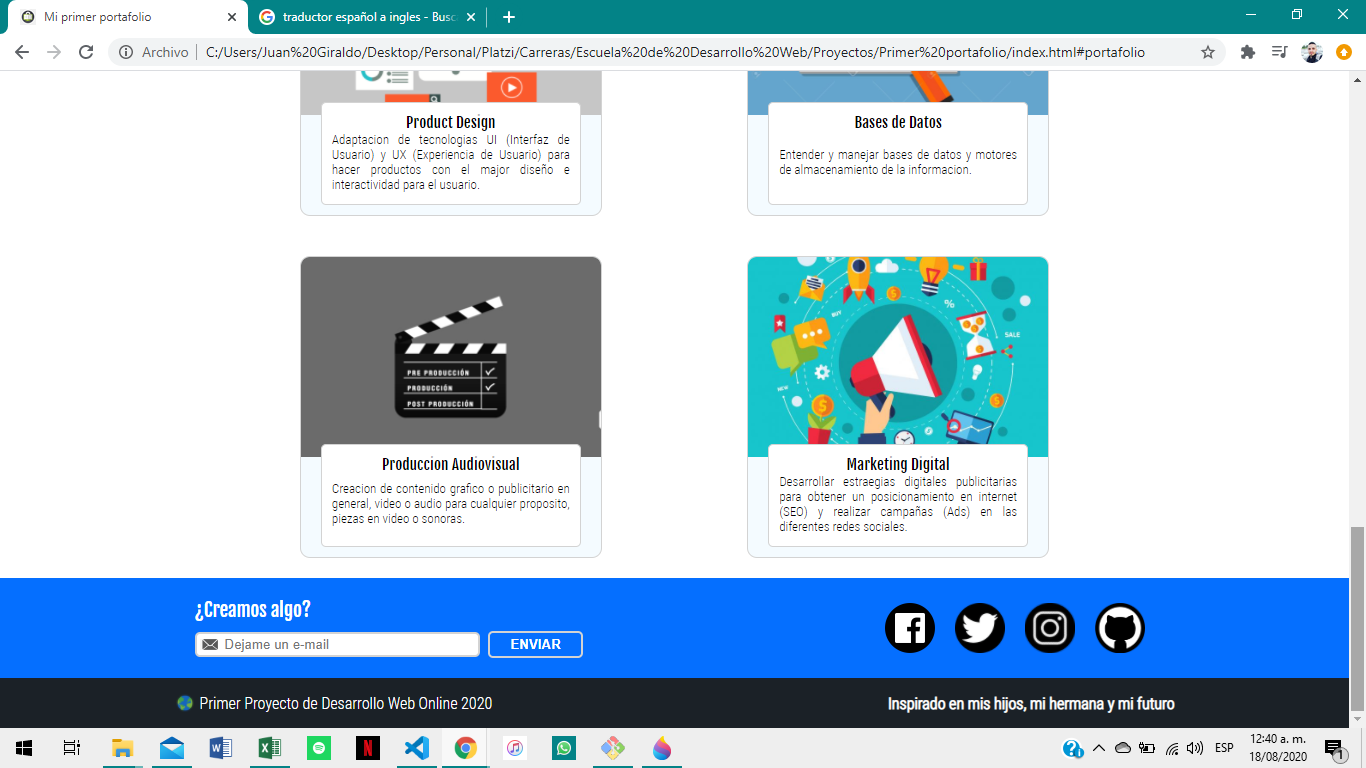 Mi primer portafolio
traductor español a ingles - Busc
Archivo
C:/Users/Juan%20Giraldo/Desktop/Personal/Platzi/Carreras/Escuela%20de%20Desarrollo%20Web/Proyectos/Primer%20portafolio/index.html#portafolio
Product Design
Adaptacion de tecnologias UI (Interfaz de
Usuario) y UX (Experiencia de Usuario) para
hacer productos con el major diseño e
interactividad para el usuario.
Bases de Datos
Entender y manejar bases de datos y motores
de almacenamiento de la informacion.
PRE PRODUCCIÓN
PRODUCCIÓN
POST PRODUCCIÓN
Produccion Audiovisual
Creacion de contenido grafico o publicitario en
general, video o audio para cualquier proposito,
piezas en video o sonoras.
BUY
%
SALE
NEW
Marketing Digital
Desarrollar estraegias digitales publicitarias
para obtener un posicionamiento en internet
(SEO) y realizar campañas (Ads) en las
diferentes redes sociales.
¿Creamos algo?
Dejame un e-mail
ENVIAR
Primer Proyecto de Desarrollo Web Online 2020
Inspirado en mis hijos, mi hermana y mi futuro
ESP
12:40 a. m.
18/08/2020
1